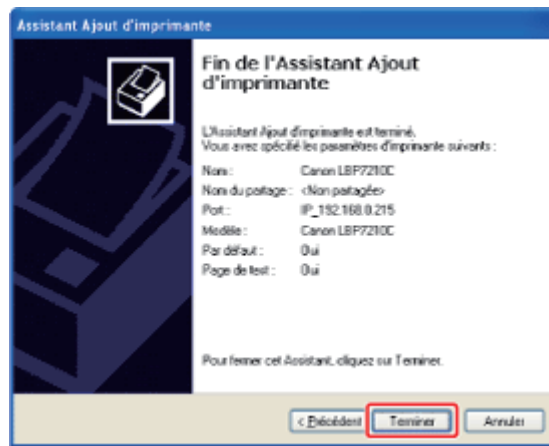 Assistant Ajout d'imprimante
Fin de l'Assistant Ajout
d'imprimante
L'Assistant Ajout d'imprimante est terminé.
Vous avez spécifié les paramètres d'imprimante suivants :
Nom : Canon LBP7210C
Nom du partage : <Non partagée>
Port : IP_192.168.0.215
Modèle : Canon LBP7210C
Par défaut : Oui
Page de test : Oui
Pour fermer cet Assistant, cliquez sur Terminer.
< Précédent Terminer Annuler